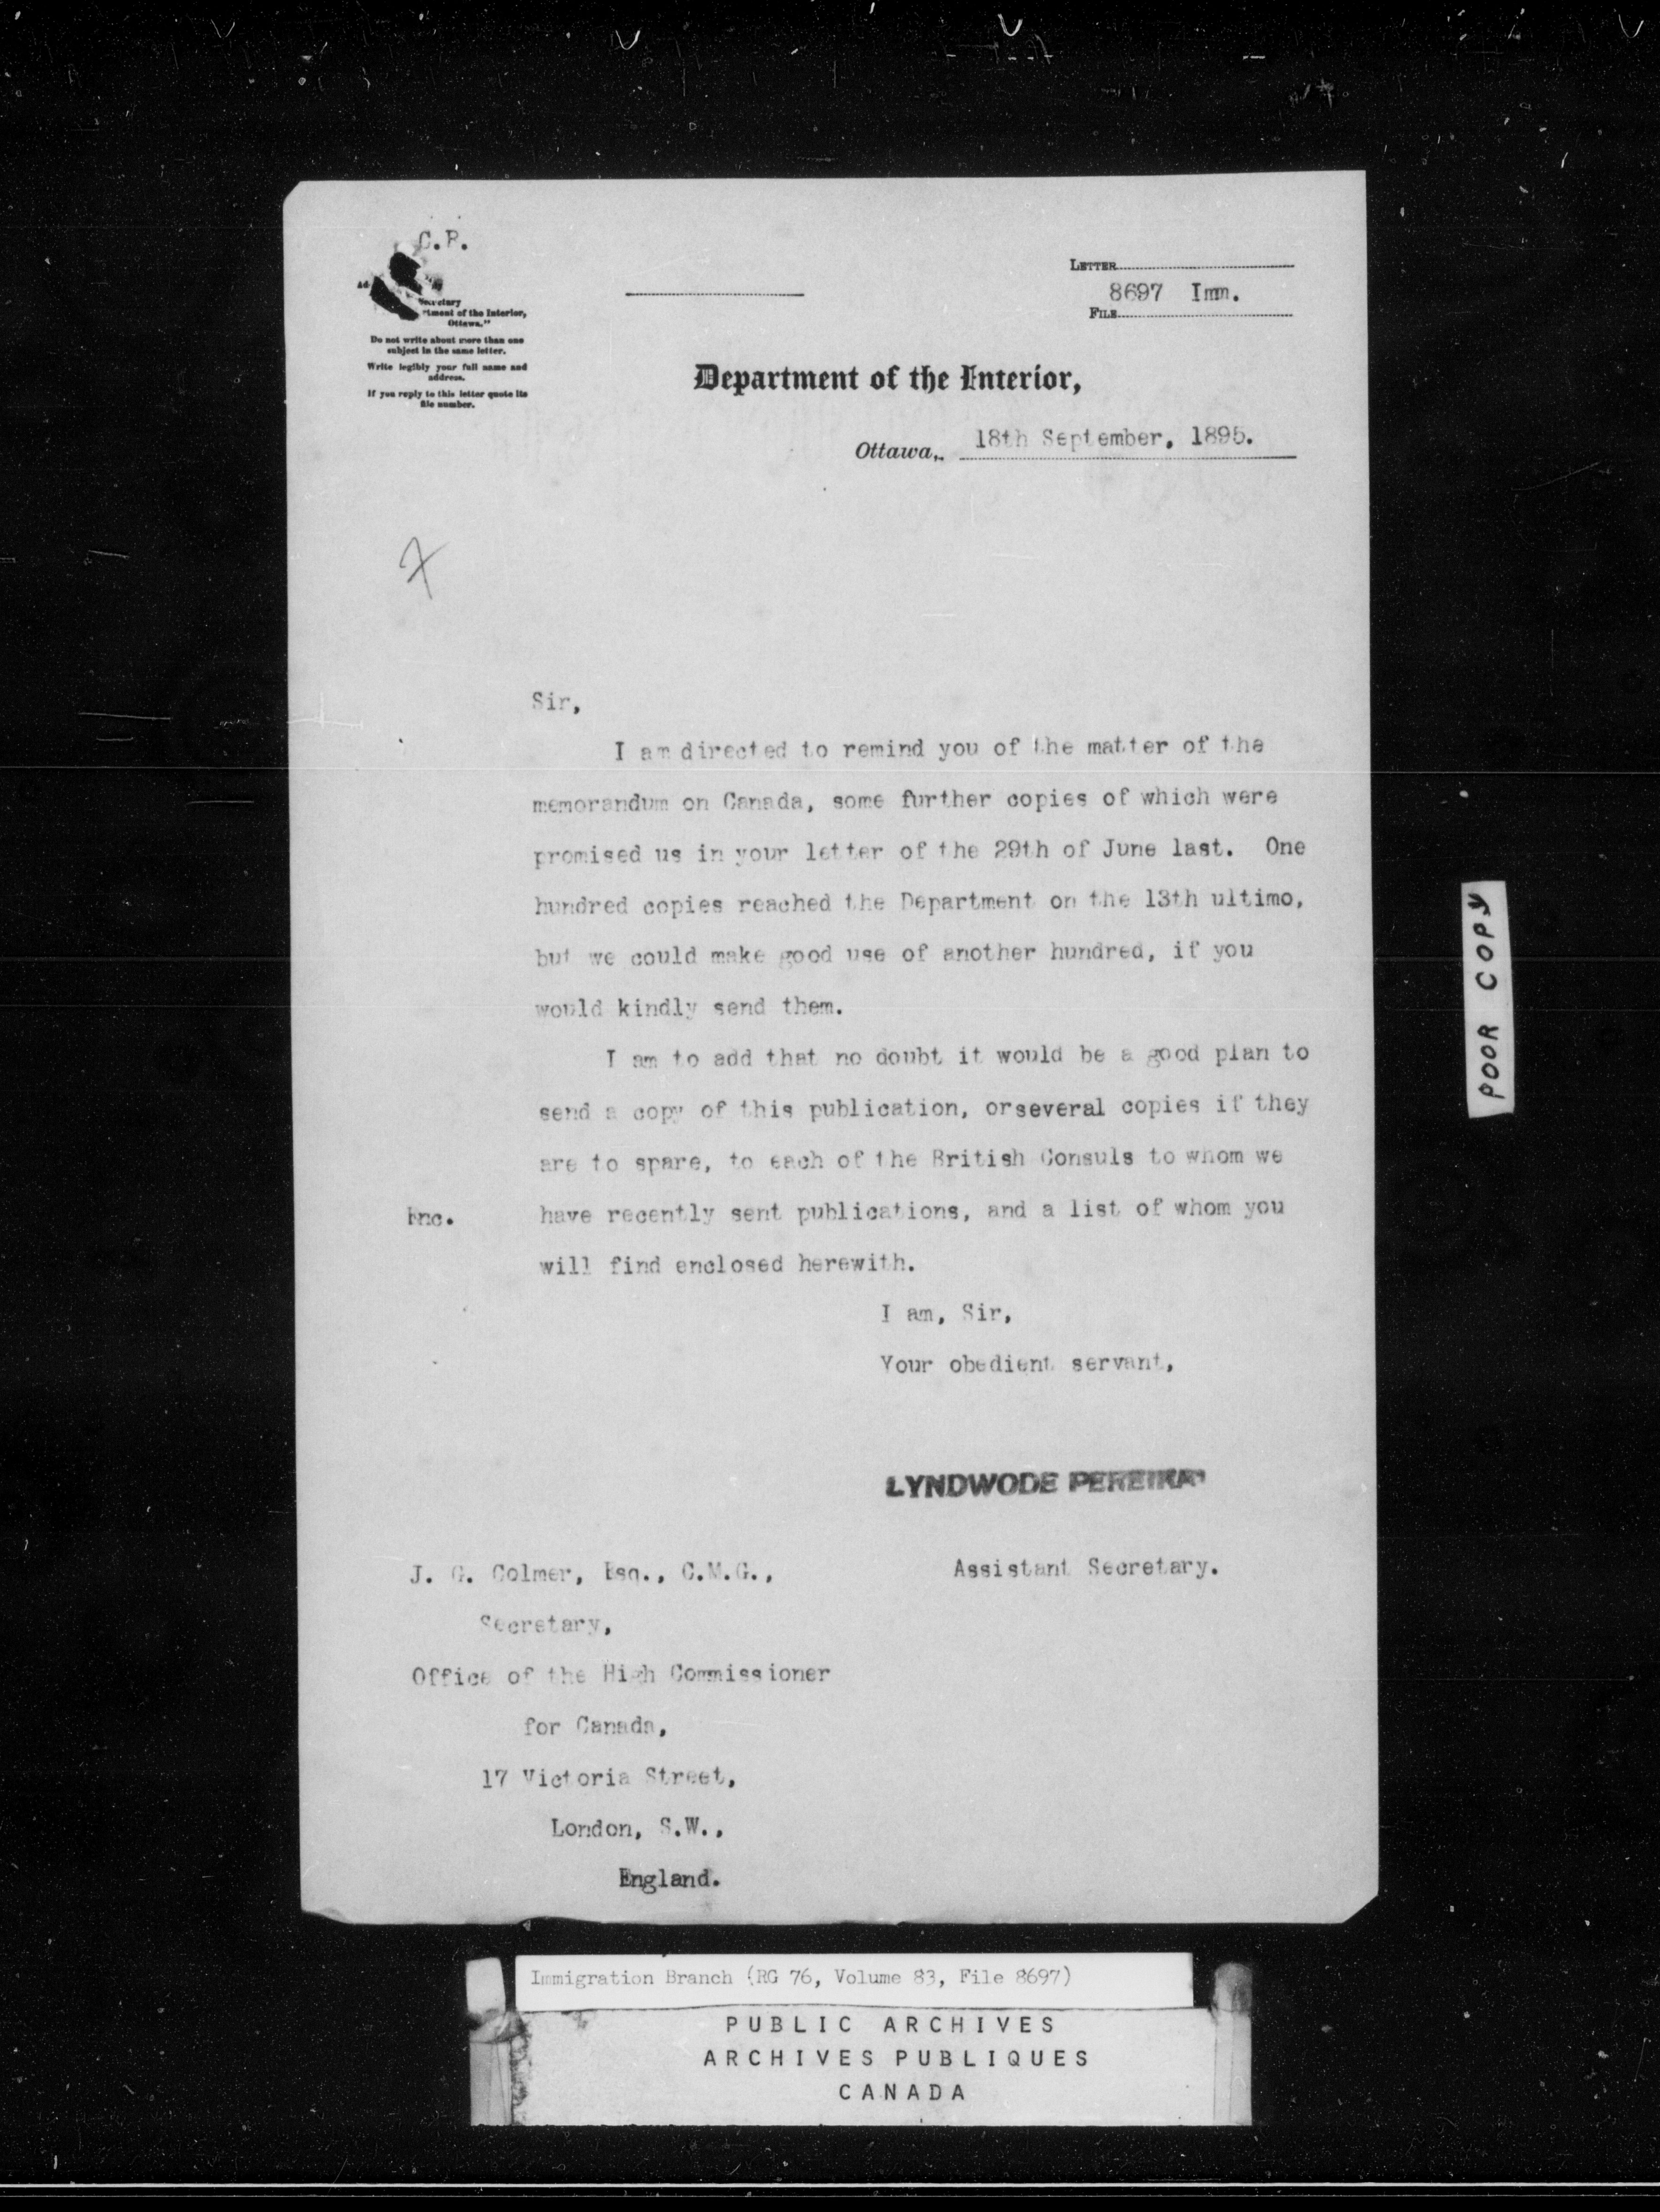 C.P.
Secretary
rtment of the Interior,
Ottawa."
Do not write about more than one
subject in the same letter.
Write legibly your full name and
address.
If you reply to this letter quote its
file number.
LETTER
8697 Imm.
FILE
Department of the Interior,
Ottawa, 18th September, 1895.
Sir,
I am directed to remind you of the matter of the
memorandum on Canada, some further copies of which were
promised us in your letter of the 29th of June last. One
hundred copies reached the Department on the 13th ultimo,
but we could make good use of another hundred, if you
would kindly send them.
I am to add that no doubt it would be a good plan to
send a copy of this publication, orseveral copies if they
are to spare, to each of the British Consuls to whom we
Enc. have recently sent publications, and a list of whom you
will find enclosed herewith.
I am, Sir,
Your obedient servant,
LYNDWODE PEREIRA
Assistant Secretary.
J. G. Colmer, Esq., C.M.G.,
Secretary,
Office of the High Commissioner
for Canada,
17 Victoria Street,
London, S.W.,
England.
POOR COPY
Immigration Branch (RG 76, Volume 83, File 8697)
PUBLIC ARCHIVES
ARCHIVES PUBLIQUES
CANADA